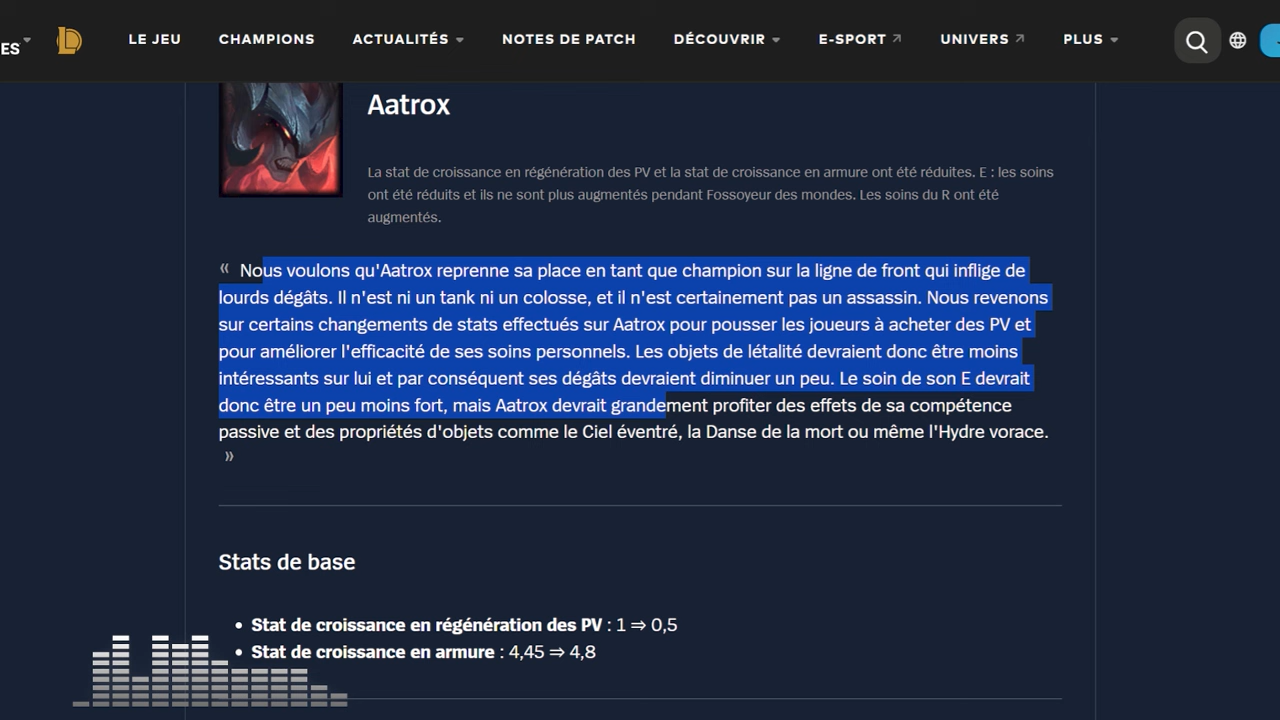 ES
LE JEU CHAMPIONS ACTUALITÉS NOTES DE PATCH DÉCOUVRIR E-SPORT UNIVERS PLUS
Aatrox
La stat de croissance en régénération des PV et la stat de croissance en armure ont été réduites. E : les soins
ont été réduits et ils ne sont plus augmentés pendant Fossoyeur des mondes. Les soins du R ont été
augmentés.
« Nous voulons qu'Aatrox reprenne sa place en tant que champion sur la ligne de front qui inflige de
lourds dégâts. Il n'est ni un tank ni un colosse, et il n'est certainement pas un assassin. Nous revenons
sur certains changements de stats effectués sur Aatrox pour pousser les joueurs à acheter des PV et
pour améliorer l'efficacité de ses soins personnels. Les objets de létalité devraient donc être moins
intéressants sur lui et par conséquent ses dégâts devraient diminuer un peu. Le soin de son E devrait
donc être un peu moins fort, mais Aatrox devrait grandement profiter des effets de sa compétence
passive et des propriétés d'objets comme le Ciel éventré, la Danse de la mort ou même l'Hydre vorace.
»
Stats de base
• Stat de croissance en régénération des PV : 1 ⇒ 0,5
• Stat de croissance en armure : 4,45 ⇒ 4,8